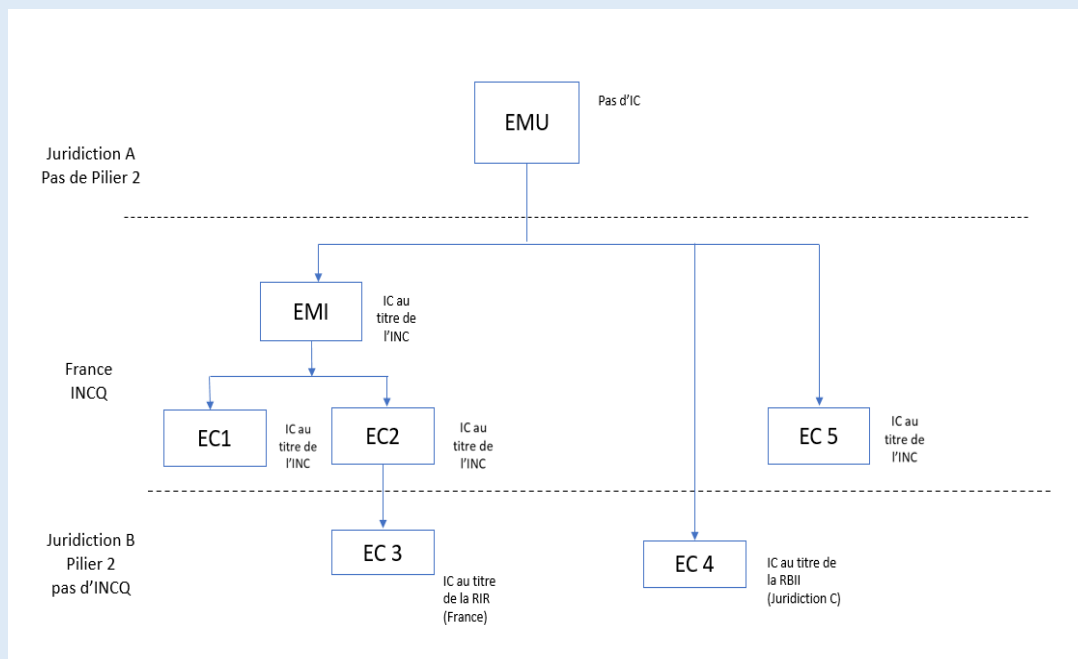 EMU
Pas d’IC
Juridiction A
Pas de Pilier 2
EMI
IC au
titre de
l’INC
France
INCQ
EC1
IC au
titre de
l’INC
EC2
IC au
titre de
l’INC
EC 5
IC au
titre de
l’INC
Juridiction B
Pilier 2
pas d’INCQ
EC 3
IC au titre
de la RIR
(France)
EC 4
IC au titre de
la RBII
(Juridiction C)